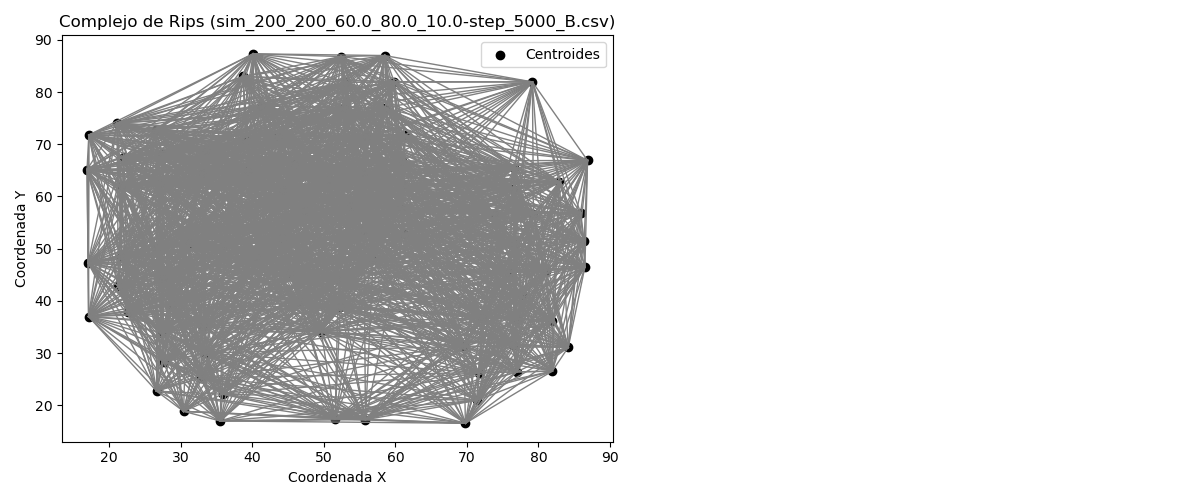 Complejo de Rips (sim_200_200_60.0_80.0_10.0-step_5000_B.csv)
Centroides
90
80
70
60
50
40
30
20
Coordenada Y
20 30 40 50 60 70 80 90
Coordenada X